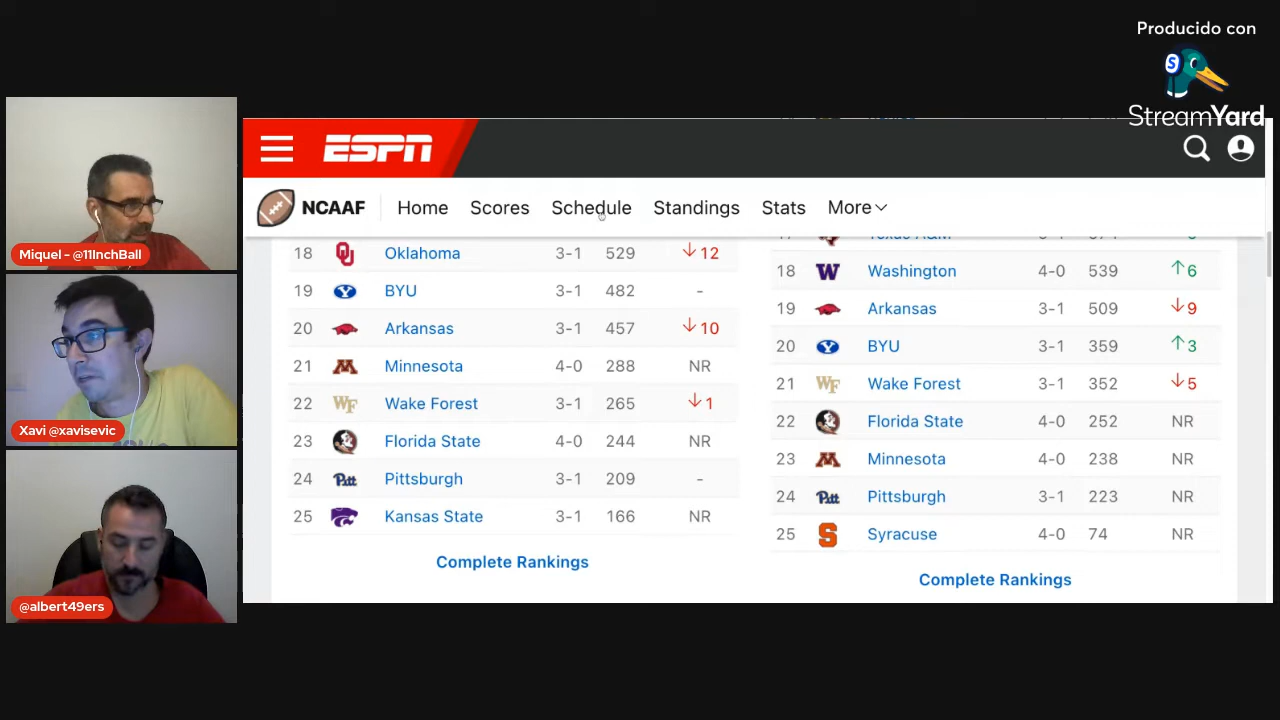 Producido con
StreamYard
ESPN
NCAAF Home Scores Schedule Standings Stats More
18 Oklahoma 3-1 529 ↓12
19 BYU 3-1 482 -
20 Arkansas 3-1 457 ↓10
21 Minnesota 4-0 288 NR
22 Wake Forest 3-1 265 ↓1
23 Florida State 4-0 244 NR
24 Pittsburgh 3-1 209 -
25 Kansas State 3-1 166 NR
Complete Rankings
18 Washington 4-0 539 ↑6
19 Arkansas 3-1 509 ↓9
20 BYU 3-1 359 ↑3
21 Wake Forest 3-1 352 ↓5
22 Florida State 4-0 252 NR
23 Minnesota 4-0 238 NR
24 Pittsburgh 3-1 223 NR
25 Syracuse 4-0 74 NR
Complete Rankings
Miquel - @11InchBall
Xavi @xavisevic
@albert49ers